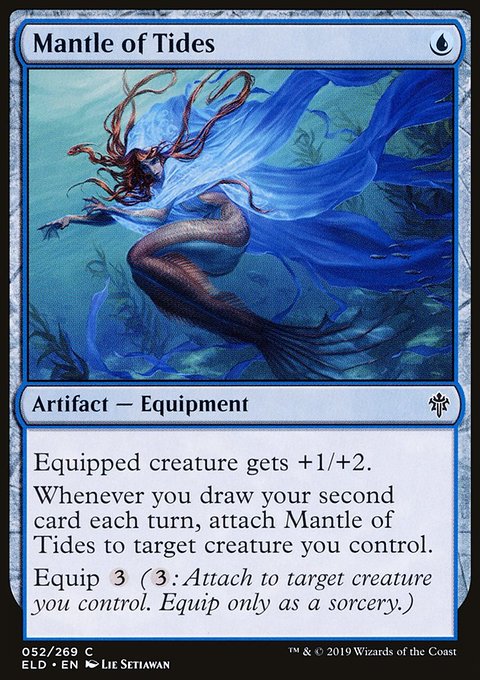 Mantle of Tides
Artifact — Equipment
Equipped creature gets +1/+2.
Whenever you draw your second
card each turn, attach Mantle of
Tides to target creature you control.
Equip 3 (3: Attach to target creature
you control. Equip only as a sorcery.)
052/269 C
ELD • EN Lie Setiawan
™ & © 2019 Wizards of the Coast